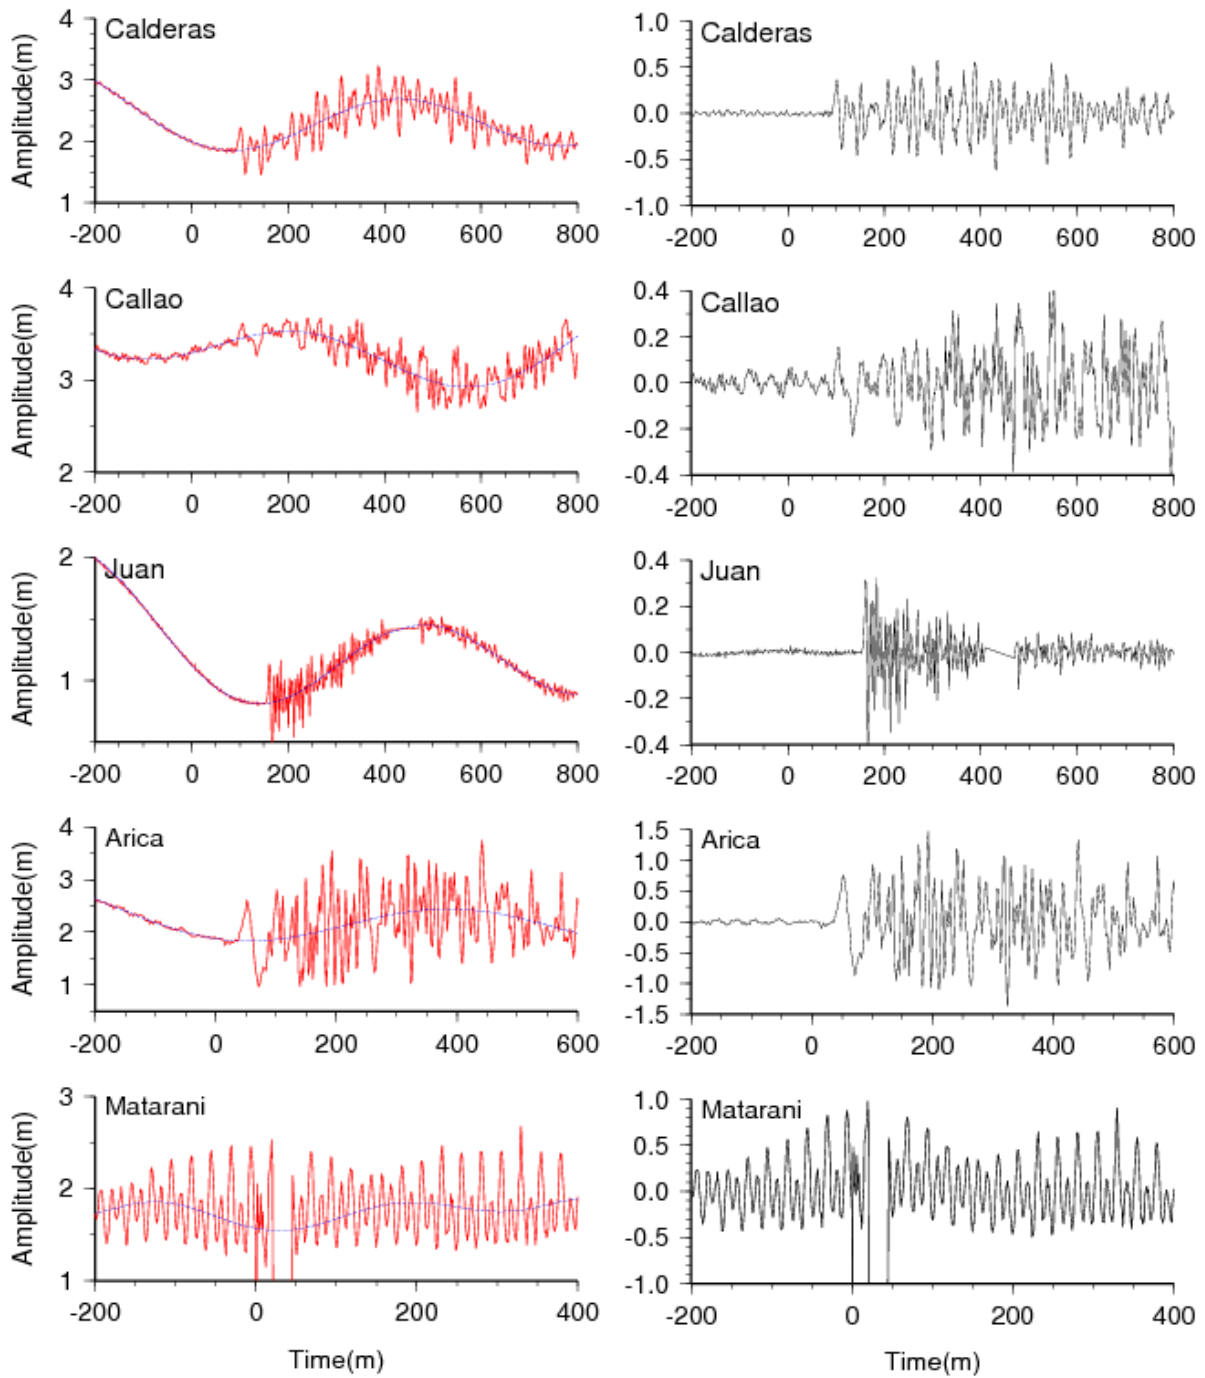 4 Calderas 1.0 Calderas
3 0.5
Amplitude(m) 0.0
2 -0.5
1 -1.0
-200 0 200 400 600 800 -200 0 200 400 600 800
4 Callao 0.4 Callao
0.2
Amplitude(m) 3 0.0
-0.2
2 -0.4
-200 0 200 400 600 800 -200 0 200 400 600 800
2 Juan 0.4 Juan
0.2
Amplitude(m) 0.0
1 -0.2
-0.4
-200 0 200 400 600 800 -200 0 200 400 600 800
4 Arica 1.5 Arica
1.0
3 0.5
Amplitude(m) 2 0.0
-0.5
1 -1.0
-1.5
-200 0 200 400 600 -200 0 200 400 600
3 Matarani 1.0 Matarani
0.5
Amplitude(m) 2 0.0
-0.5
1 -1.0
-200 0 200 400 -200 0 200 400
Time(m) Time(m)